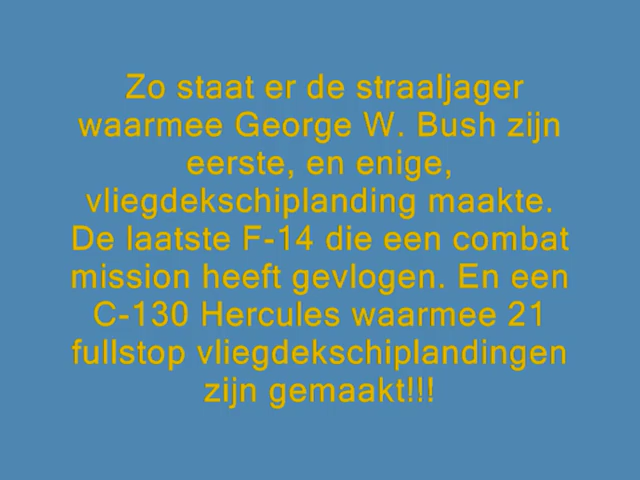 Zo staat er de straaljager
waarmee George W. Bush zijn
eerste, en enige,
vliegdekschiplanding maakte.
De laatste F-14 die een combat
mission heeft gevlogen. En een
C-130 Hercules waarmee 21
fullstop vliegdekschiplandingen
zijn gemaakt!!!